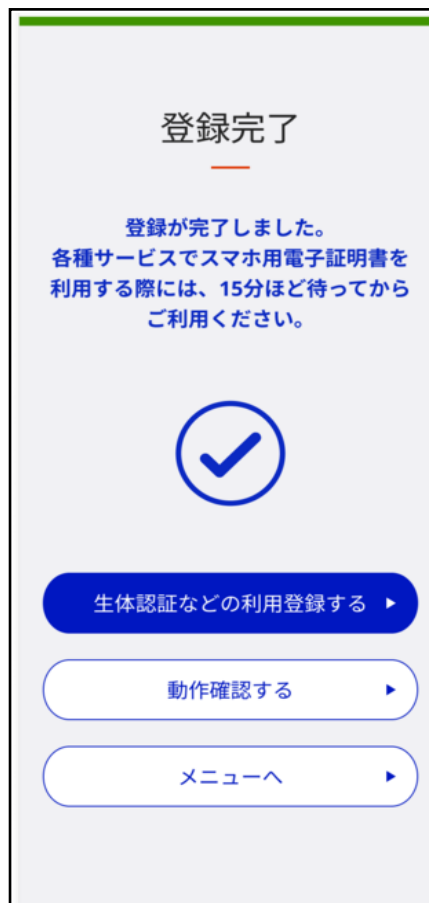 登録完了
登録が完了しました。
各種サービスでスマホ用電子証明書を
利用する際には、15分ほど待ってから
ご利用ください。
生体認証などの利用登録する
動作確認する
メニューへ